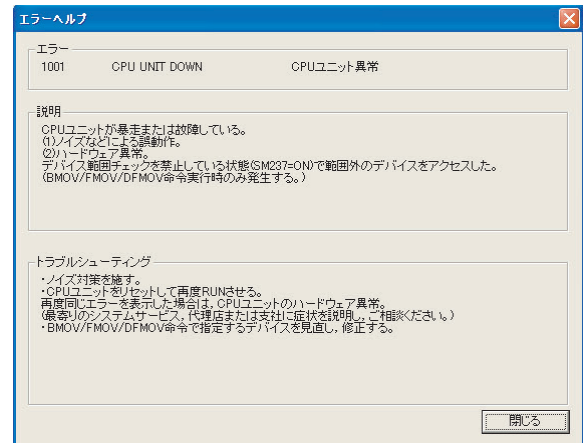 エラーヘルプ
エラー
1001 CPU UNIT DOWN CPUユニット異常
説明
CPUユニットが暴走または故障している。
(1)ノイズなどによる誤動作。
(2)ハードウェア異常。
デバイス範囲チェックを禁止している状態(SM237=ON)で範囲外のデバイスをアクセスした。
(BMOV/FMOV/DFMOV命令実行時のみ発生する。)
トラブルシューティング
・ノイズ対策を施す。
・CPUユニットをリセットして再度RUNさせる。
再度同じエラーを表示した場合は,CPUユニットのハードウェア異常。
(最寄りのシステムサービス,代理店または支社に症状を説明し,ご相談ください。)
・BMOV/FMOV/DFMOV命令で指定するデバイスを見直し,修正する。
閉じる